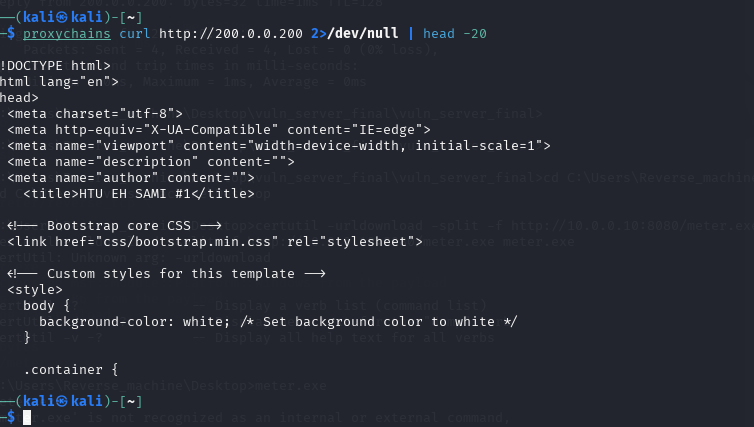 —(kali㉿kali)-[~]
—$ proxychains curl http://200.0.0.200 2>/dev/null | head -20
!DOCTYPE html>
html lang="en">
head>
<meta charset="utf-8">
<meta http-equiv="X-UA-Compatible" content="IE=edge">
<meta name="viewport" content="width=device-width, initial-scale=1">
<meta name="description" content="">
<meta name="author" content="">
<title>HTU EH SAMI #1</title>
<!-- Bootstrap core CSS -->
<link href="css/bootstrap.min.css" rel="stylesheet">
<!-- Custom styles for this template -->
<style>
body {
background-color: white; /* Set background color to white */
}
.container {
—(kali㉿kali)-[~]
—$